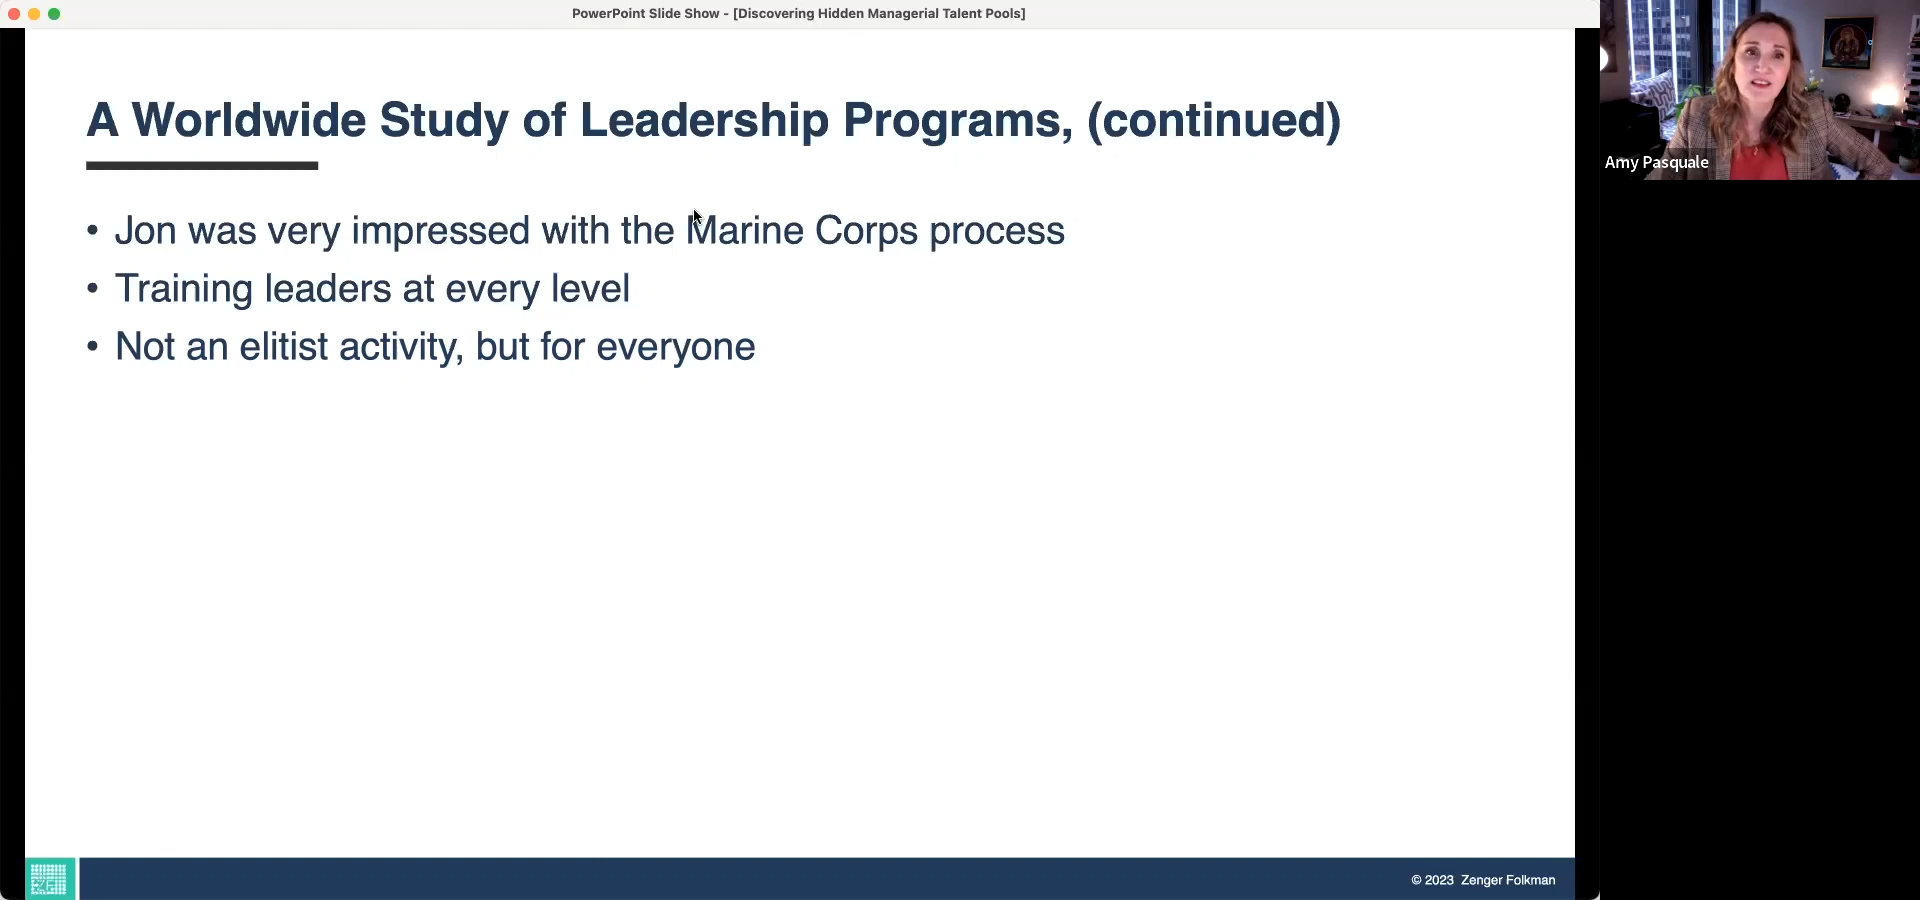 PowerPoint Slide Show - [Discovering Hidden Managerial Talent Pools]
A Worldwide Study of Leadership Programs, (continued)
• Jon was very impressed with the Marine Corps process
• Training leaders at every level
• Not an elitist activity, but for everyone
Amy Pasquale
ZF
© 2023 Zenger Folkman